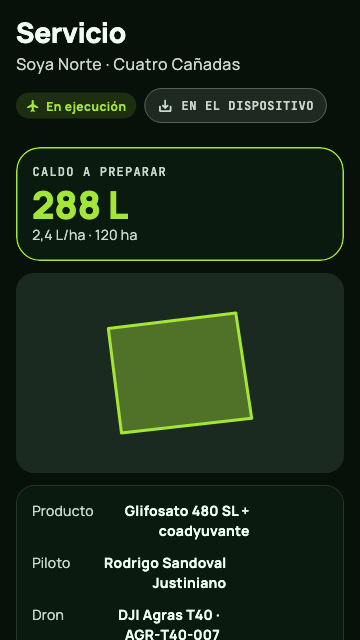 Servicio
Soya Norte · Cuatro Cañadas
En ejecución
EN EL DISPOSITIVO
CALDO A PREPARAR
288 L
2,4 L/ha · 120 ha
Producto
Glifosato 480 SL +
coadyuvante
Piloto
Rodrigo Sandoval
Justiniano
Dron
DJI Agras T40 ·
AGR-T40-007